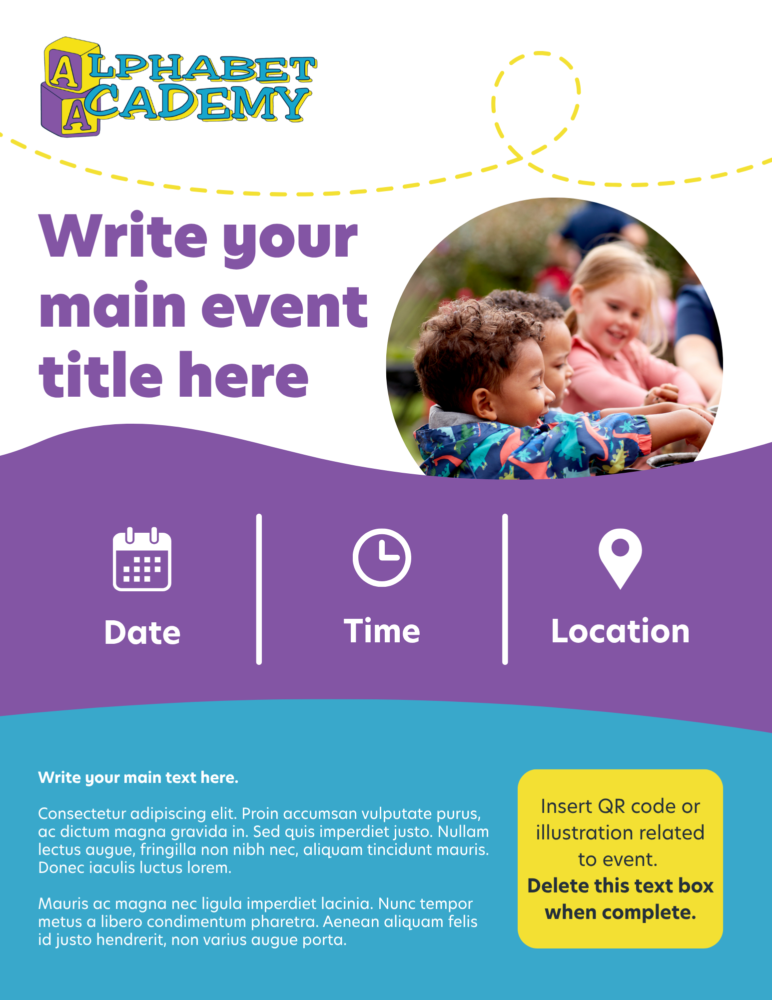 ALPHABET
ACADEMY
Write your
main event
title here
Date
Time
Location
Write your main text here.
Consectetur adipiscing elit. Proin accumsan vulputate purus,
ac dictum magna gravida in. Sed quis imperdiet justo. Nullam
lectus augue, fringilla non nibh nec, aliquam tincidunt mauris.
Donec iaculis luctus lorem.
Mauris ac magna nec ligula imperdiet lacinia. Nunc tempor
metus a libero condimentum pharetra. Aenean aliquam felis
id justo hendrerit, non varius augue porta.
Insert QR code or
illustration related
to event.
Delete this text box
when complete.